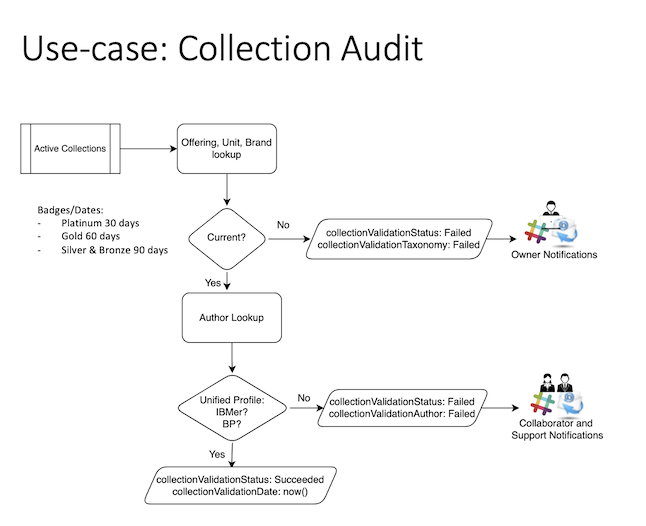 Use-case: Collection Audit
Active Collections
Offering, Unit, Brand
lookup
Badges/Dates:
- Platinum 30 days
- Gold 60 days
- Silver & Bronze 90 days
Current?
No
collectionValidationStatus: Failed
collectionValidationTaxonomy: Failed
Owner Notifications
Yes
Author Lookup
Unified Profile:
IBMer?
BP?
No
collectionValidationStatus: Failed
collectionValidationAuthor: Failed
Collaborator and
Support Notifications
Yes
collectionValidationStatus: Succeeded
collectionValidationDate: now()